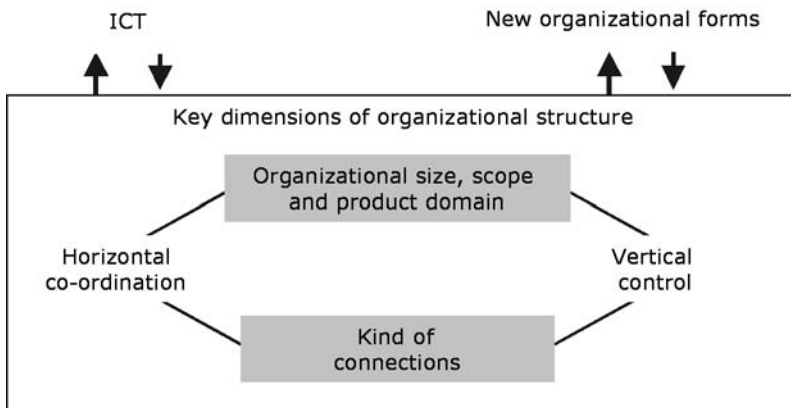 ICT
New organizational forms
Key dimensions of organizational structure
Organizational size, scope
and product domain
Horizontal
co-ordination
Vertical
control
Kind of
connections